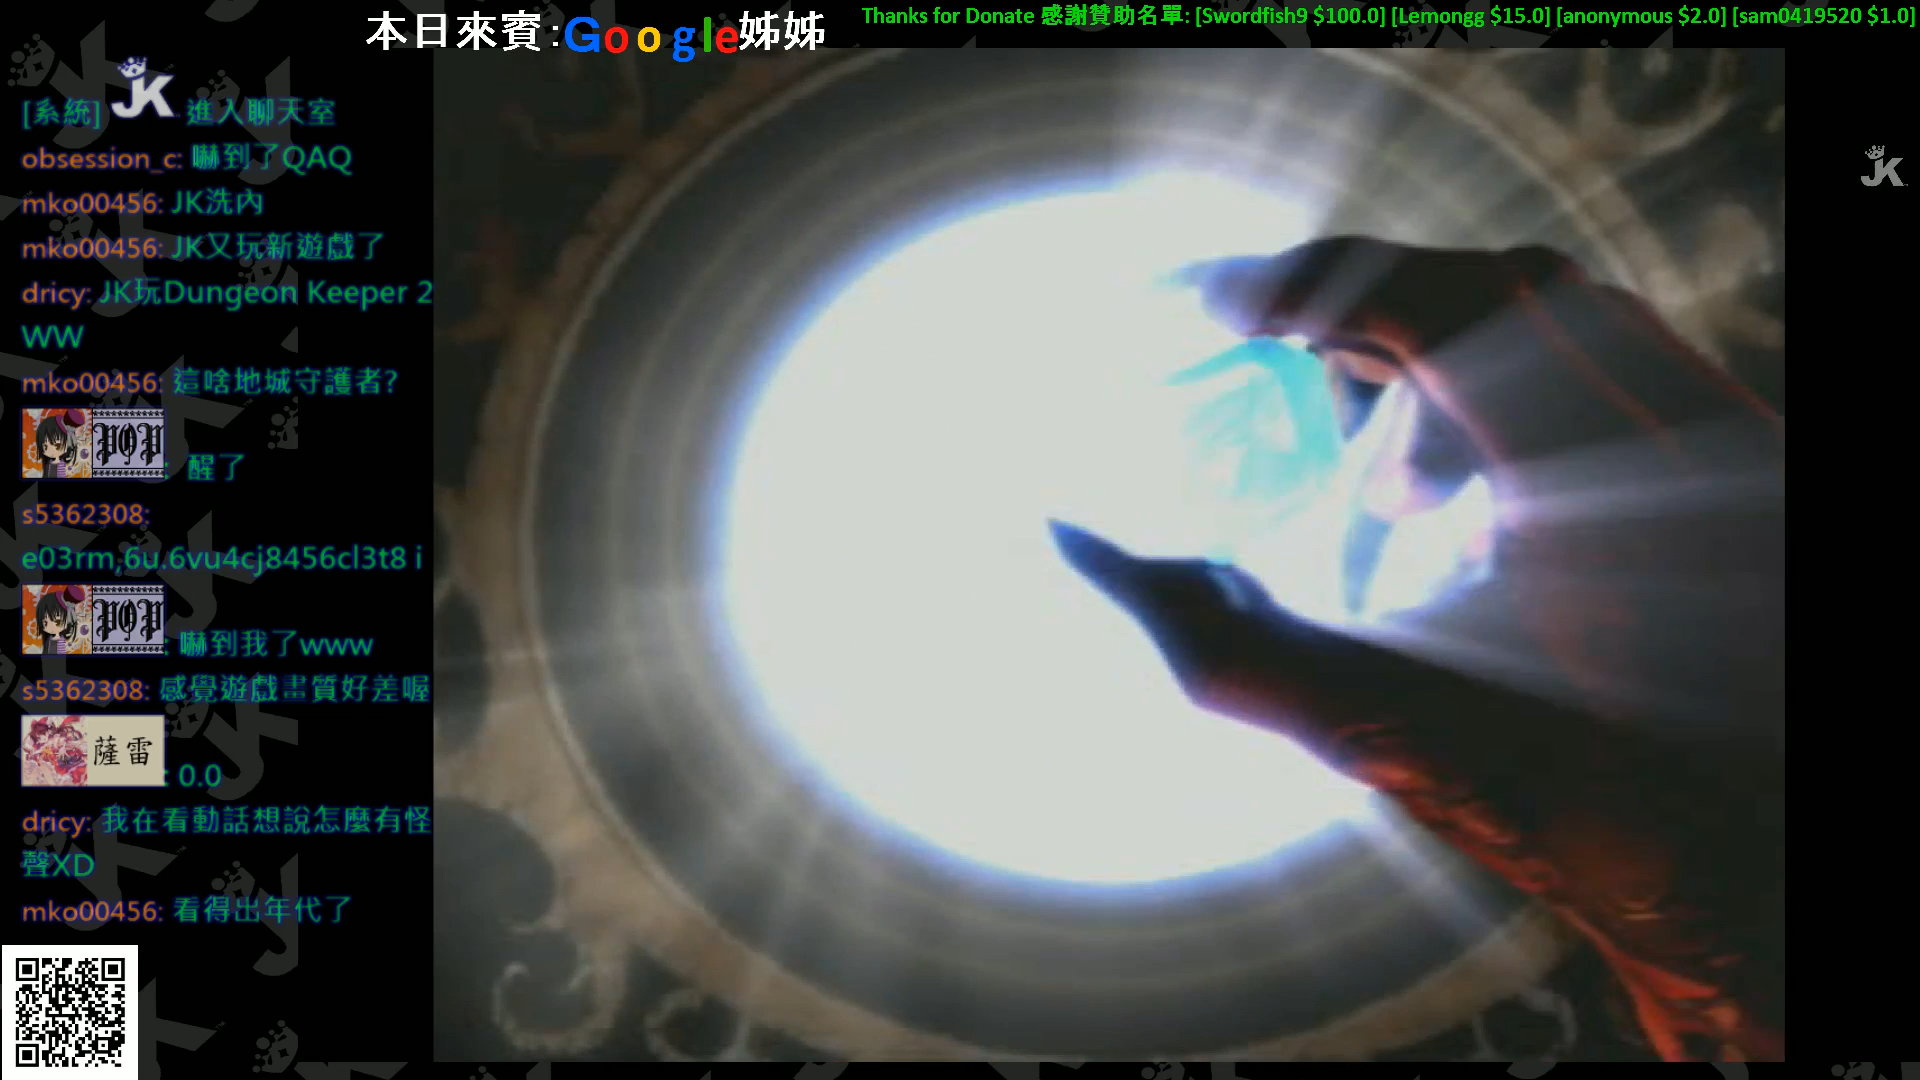 本日來賓:Google姊姊
Thanks for Donate 感謝贊助名單: [Swordfish9 $100.0] [Lemongg $15.0] [anonymous $2.0] [sam0419520 $1.0]
[系統] JK 進入聊天室
obsession_c: 嚇到了QAQ
mko00456: JK洗內
mko00456: JK又玩新遊戲了
dricy: JK玩Dungeon Keeper 2
WW
mko00456: 這啥地城守護者?
POP : 醒了
s5362308:
e03rm,6u.6vu4cj8456cl3t8 i
POP : 嚇到我了www
s5362308: 感覺遊戲畫質好差喔
薩雷 : 0.0
dricy: 我在看動話想說怎麼有怪
聲XD
mko00456: 看得出年代了
JK